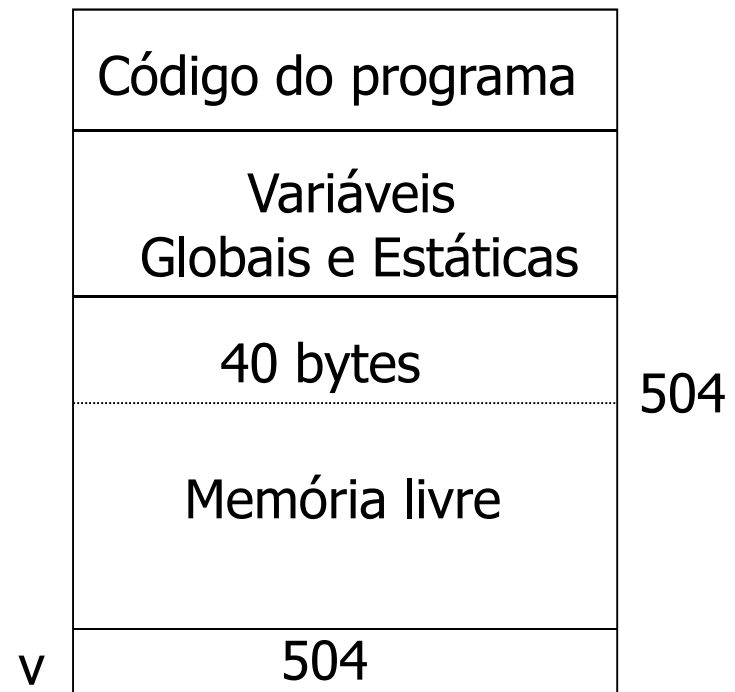 Código do programa
Variáveis
Globais e Estáticas
40 bytes
504
Memória livre
v 504